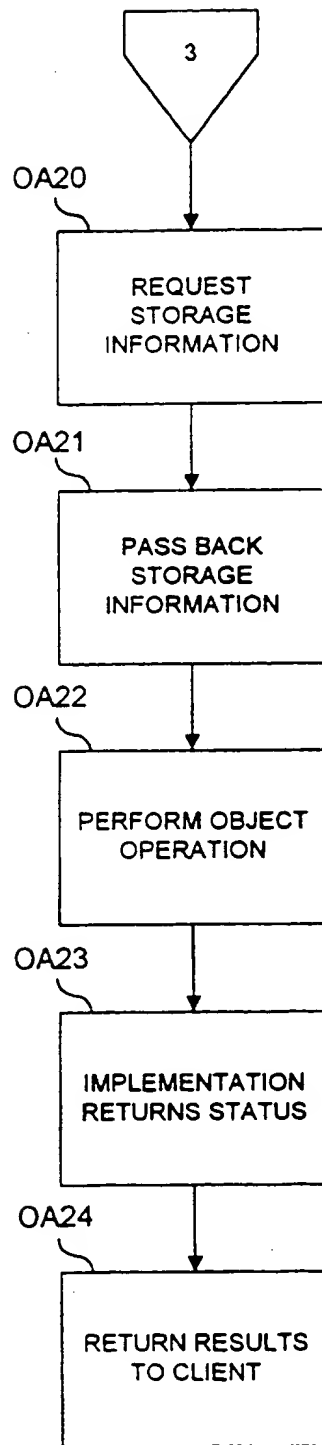 3
OA20
REQUEST
STORAGE
INFORMATION
OA21
PASS BACK
STORAGE
INFORMATION
OA22
PERFORM OBJECT
OPERATION
OA23
IMPLEMENTATION
RETURNS STATUS
OA24
RETURN RESULTS
TO CLIENT